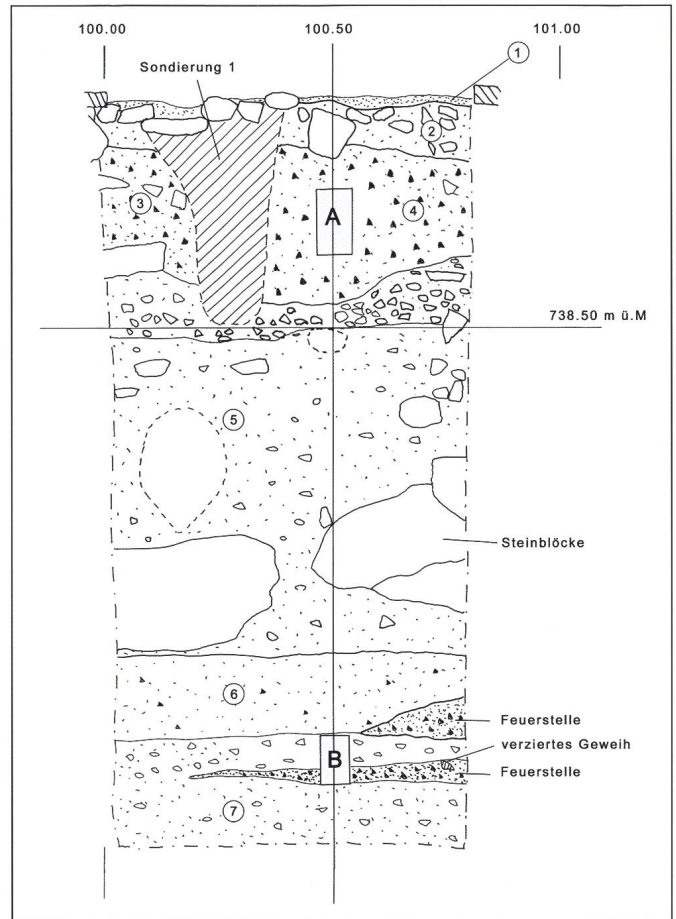 100.00
100.50
101.00
1
Sondierung 1
2
3
A
4
738.50 m ü.M
5
Steinblöcke
6
Feuerstelle
verziertes Geweih
B
Feuerstelle
7